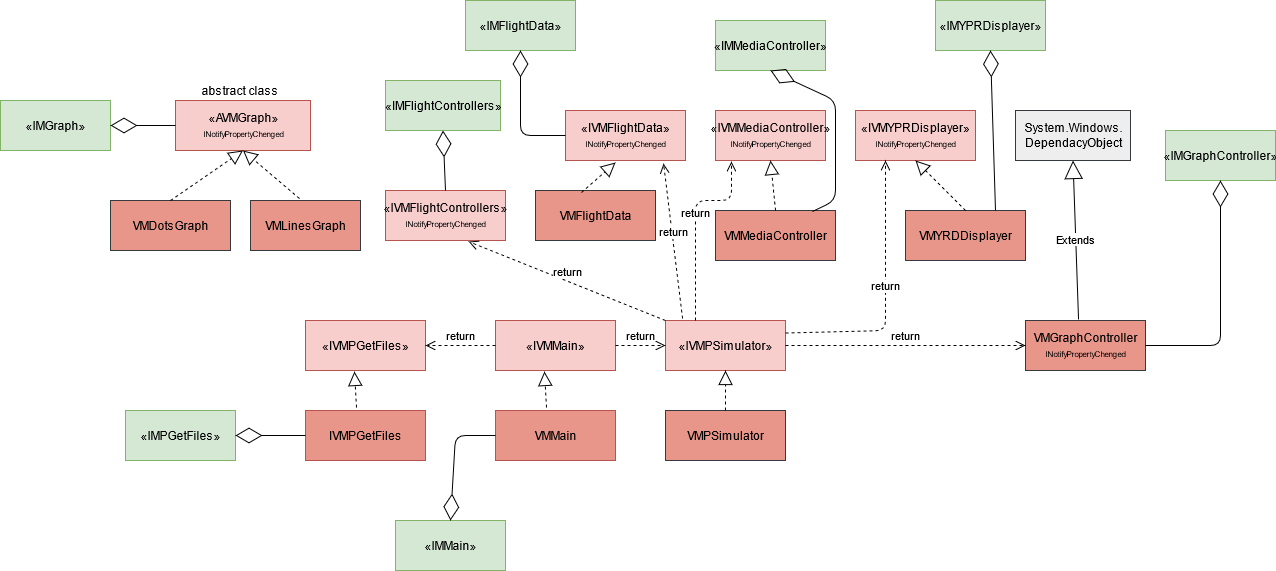 «IMFlightData»
«IMYPRDisplayer»
«IMMediaController»
abstract class
«IMFlightControllers»
«AVMGraph»
INotifyPropertyChenged
«IMGraph»
«IVMFlightData»
INotifyPropertyChenged
«IVMMediaController»
INotifyPropertyChenged
«IVMYPRDisplayer»
INotifyPropertyChenged
System.Windows.
DependacyObject
«IMGraphController»
«IVMFlightControllers»
INotifyPropertyChenged
VMDotsGraph
VMLinesGraph
VMFlightData
return
return
VMMediaController
VMYRDDisplayer
Extends
return
return
«IVMPGetFiles»
return
«IVMMain»
return
«IVMPSimulator»
return
VMGraphController
INotifyPropertyChenged
«IMPGetFiles»
IVMPGetFiles
VMMain
VMPSimulator
«IMMain»